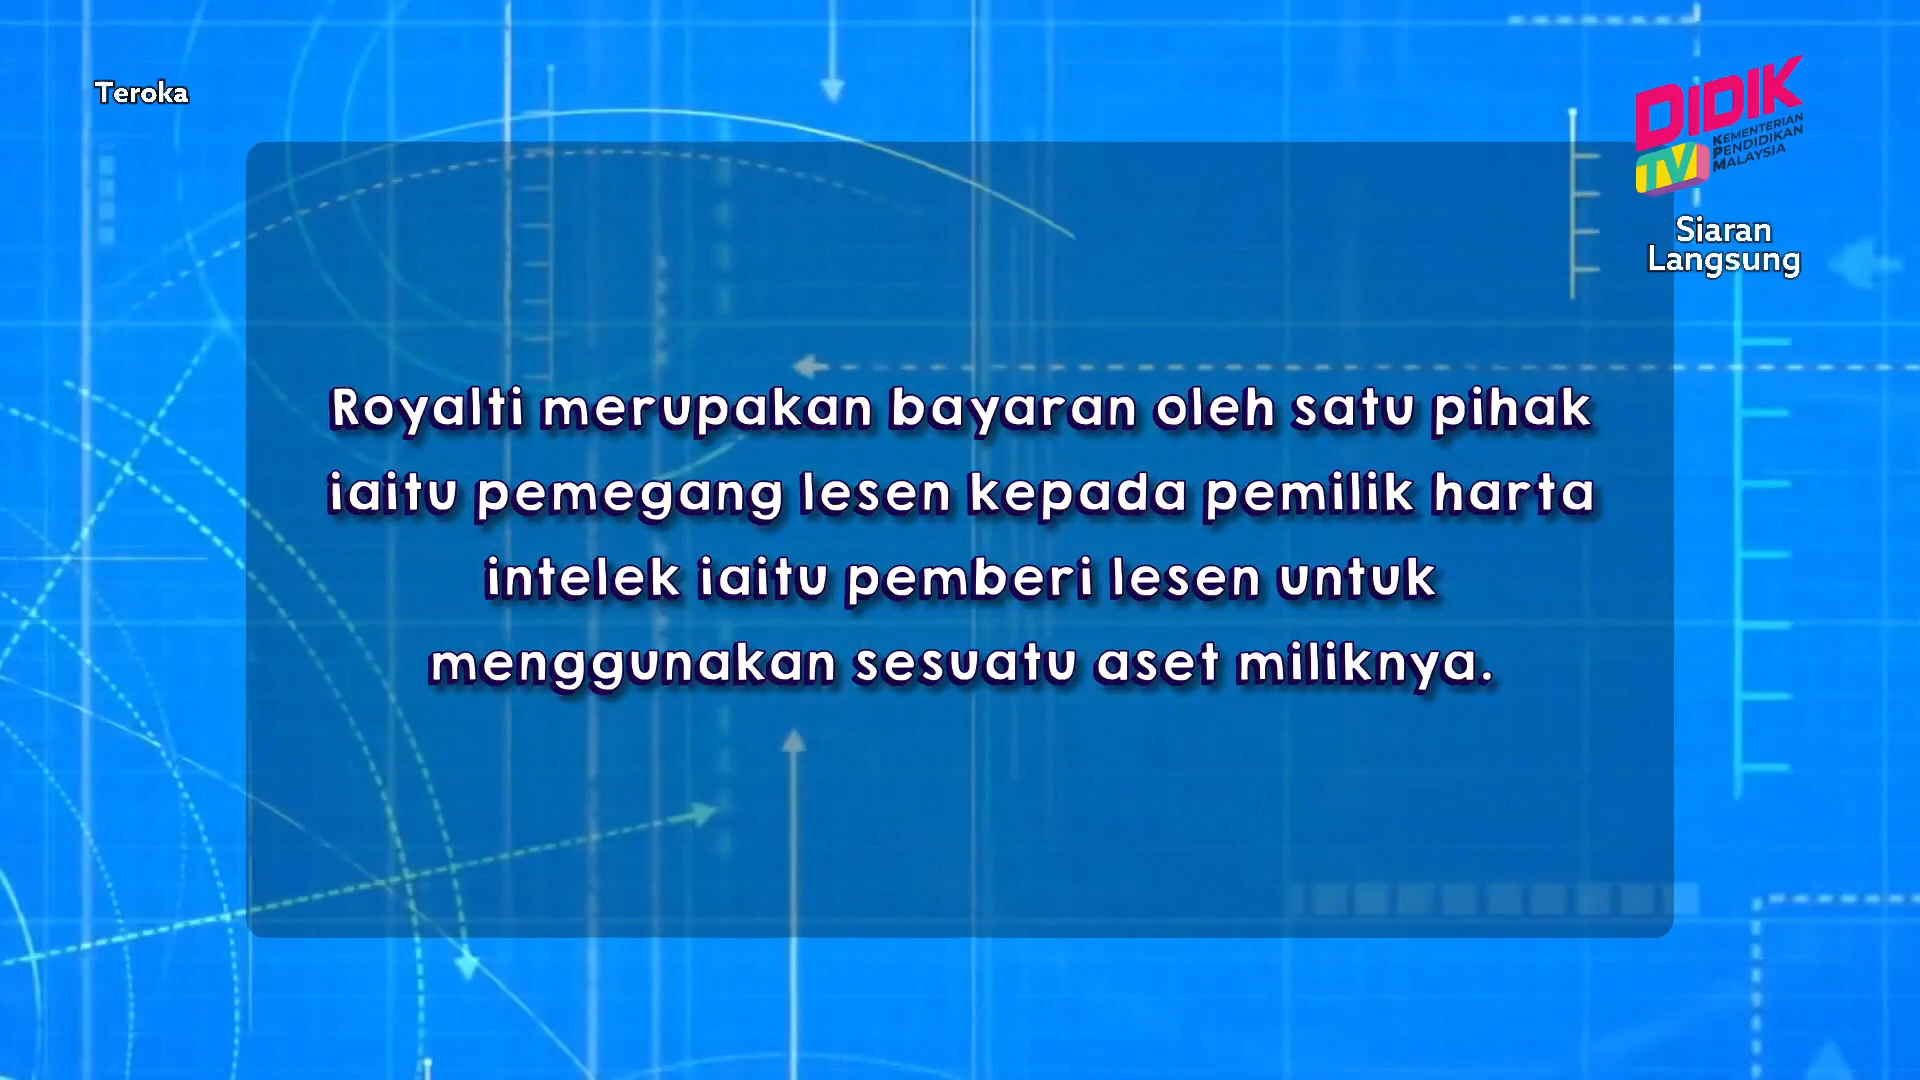 Teroka
DIDIK
TV
KEMENTERIAN
PENDIDIKAN
MALAYSIA
Siaran
Langsung
Royalti merupakan bayaran oleh satu pihak
iaitu pemegang lesen kepada pemilik harta
intelek iaitu pemberi lesen untuk
menggunakan sesuatu aset miliknya.